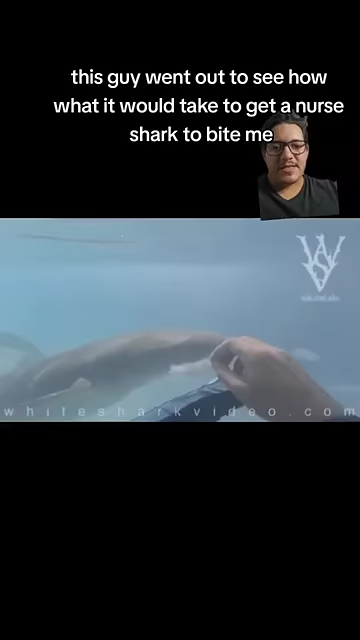 this guy went out to see how
what it would take to get a nurse
shark to bite me
whitesharkvideo.com